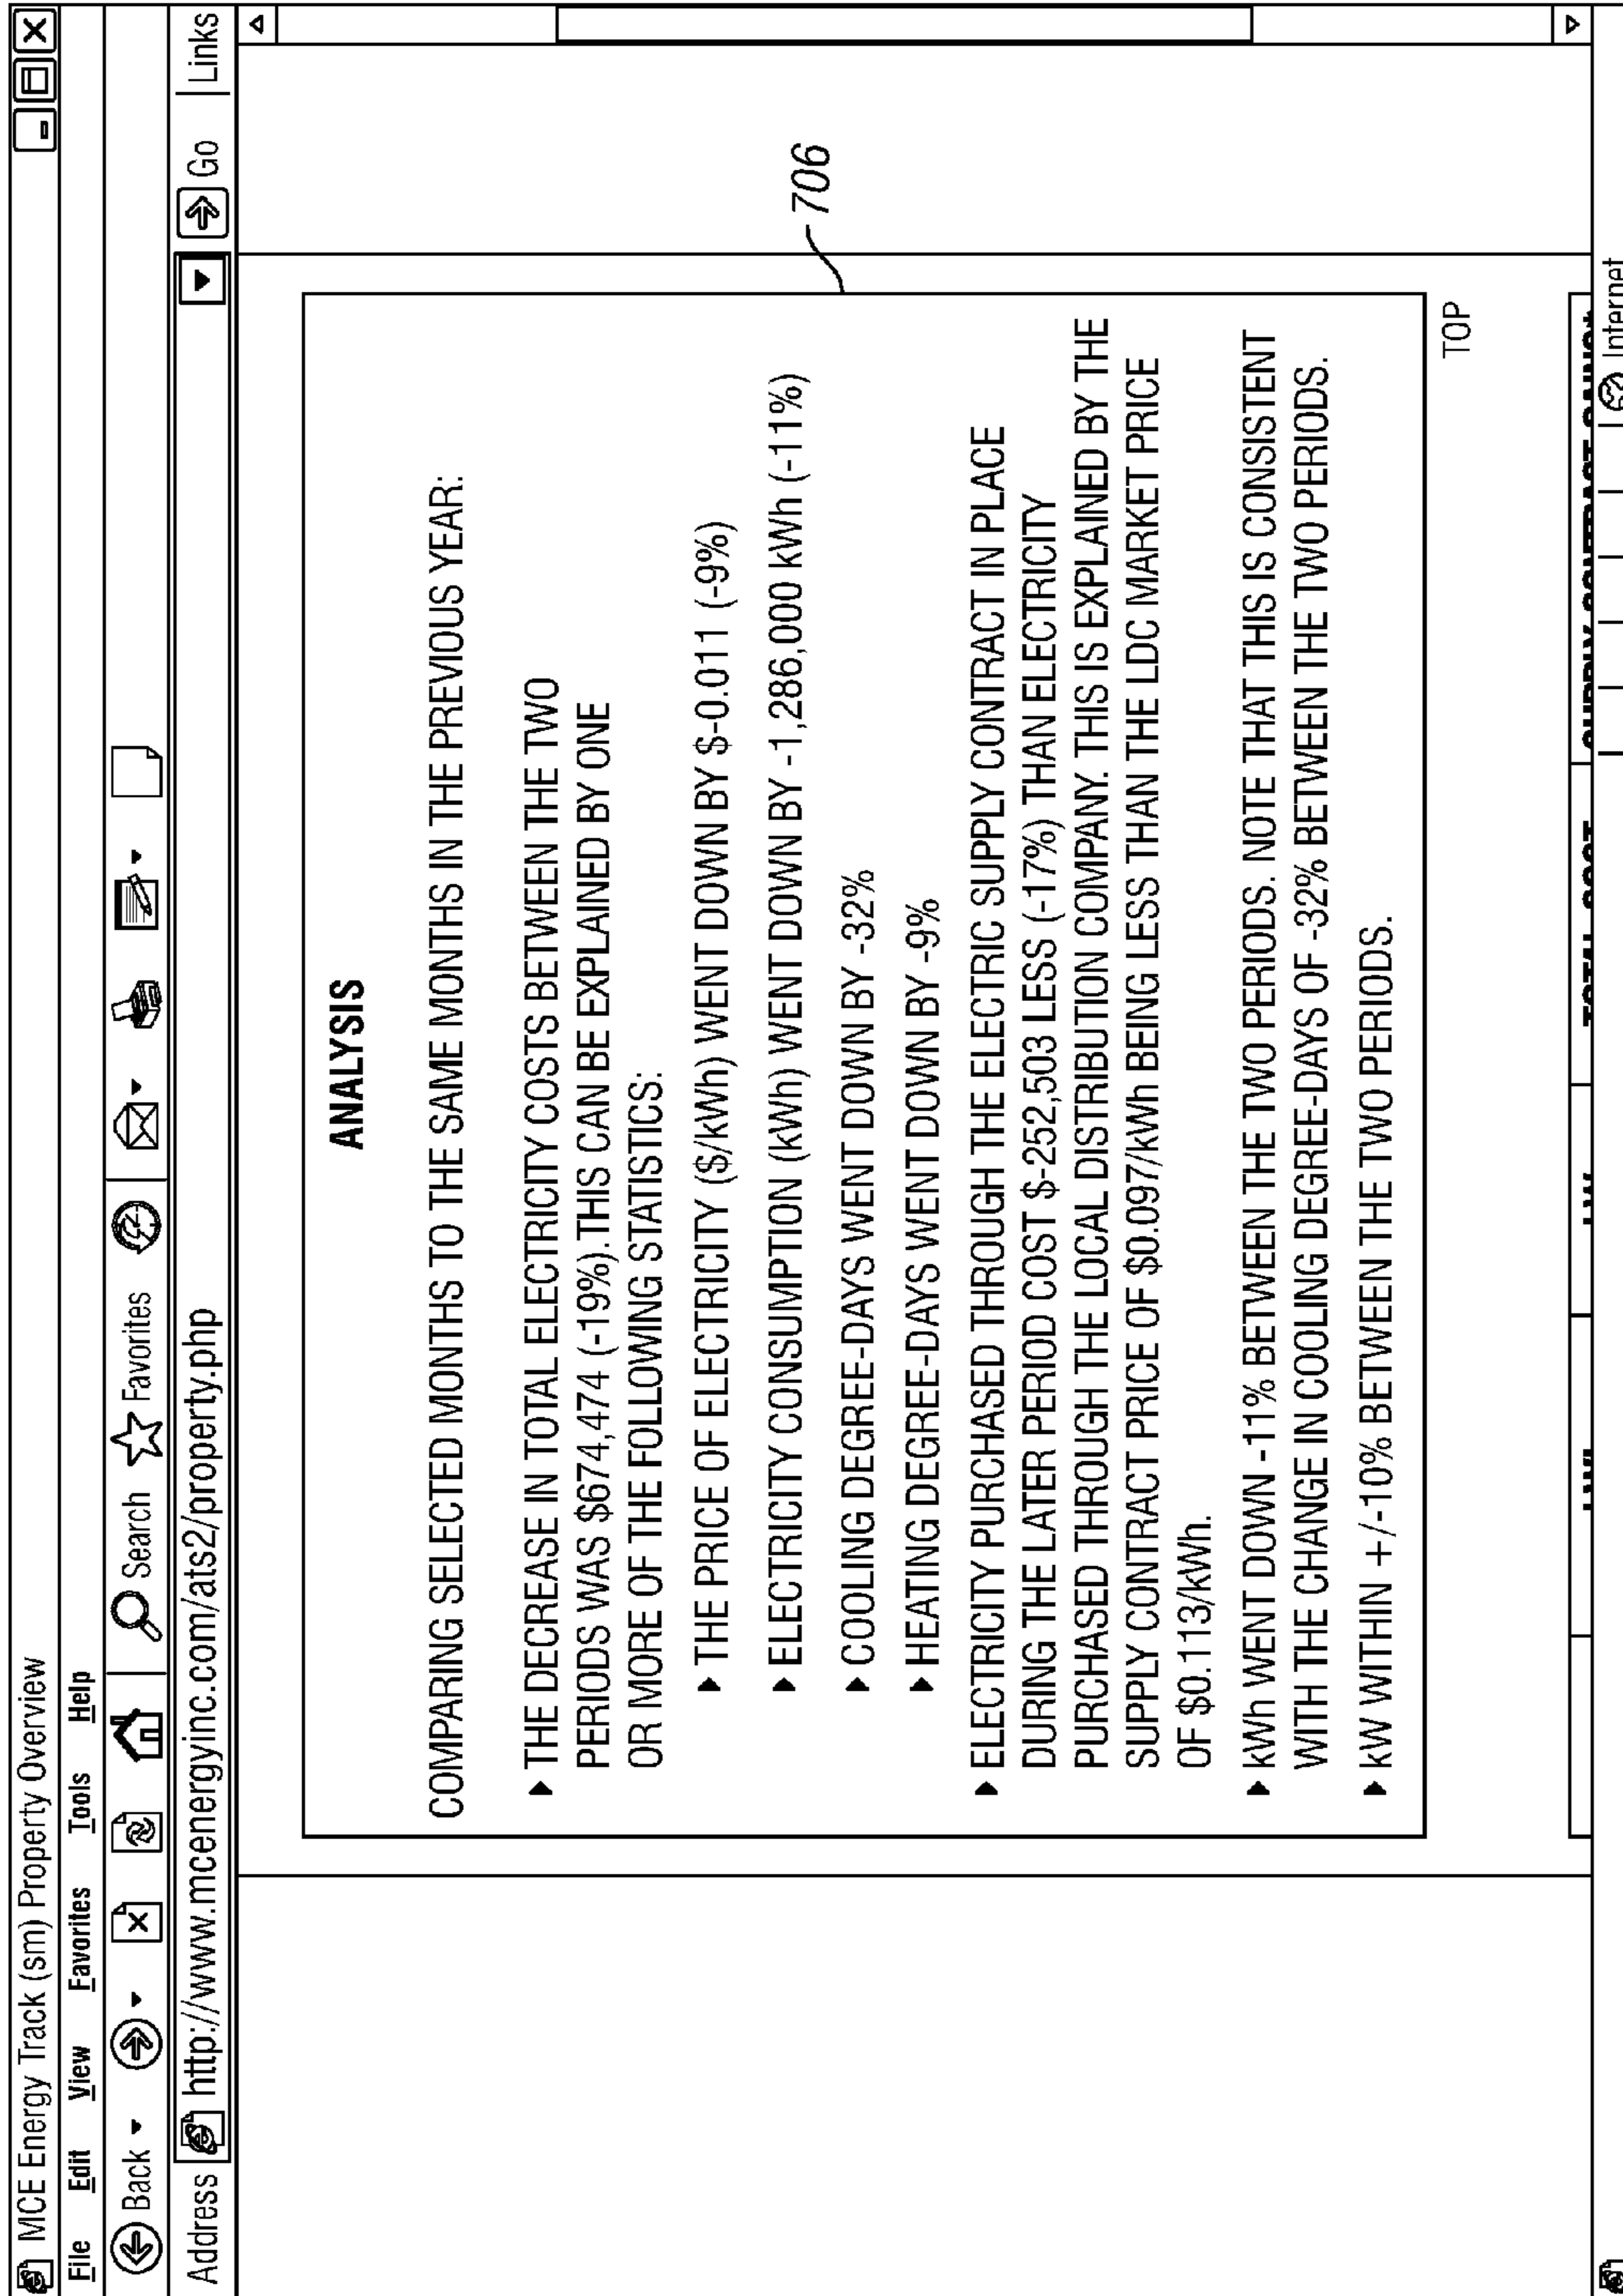 MCE Energy Track (sm) Property Overview
File Edit View Favorites Tools Help
Back Search Favorites
Address http://www.mcenergyinc.com/ats2/property.php Go Links
ANALYSIS
COMPARING SELECTED MONTHS TO THE SAME MONTHS IN THE PREVIOUS YEAR:
THE DECREASE IN TOTAL ELECTRICITY COSTS BETWEEN THE TWO
PERIODS WAS $674,474 (-19%).THIS CAN BE EXPLAINED BY ONE
OR MORE OF THE FOLLOWING STATISTICS:
THE PRICE OF ELECTRICITY ($/kWh) WENT DOWN BY $-0.011 (-9%)
ELECTRICITY CONSUMPTION (kWh) WENT DOWN BY -1,286,000 kWh (-11%)
COOLING DEGREE-DAYS WENT DOWN BY -32%
HEATING DEGREE-DAYS WENT DOWN BY -9%
ELECTRICITY PURCHASED THROUGH THE ELECTRIC SUPPLY CONTRACT IN PLACE
DURING THE LATER PERIOD COST $-252,503 LESS (-17%) THAN ELECTRICITY
PURCHASED THROUGH THE LOCAL DISTRIBUTION COMPANY. THIS IS EXPLAINED BY THE
SUPPLY CONTRACT PRICE OF $0.097/kWh BEING LESS THAN THE LDC MARKET PRICE
OF $0.113/kWh.
kWh WENT DOWN -11% BETWEEN THE TWO PERIODS. NOTE THAT THIS IS CONSISTENT
WITH THE CHANGE IN COOLING DEGREE-DAYS OF -32% BETWEEN THE TWO PERIODS.
kW WITHIN +/-10% BETWEEN THE TWO PERIODS.
706
TOP
Internet